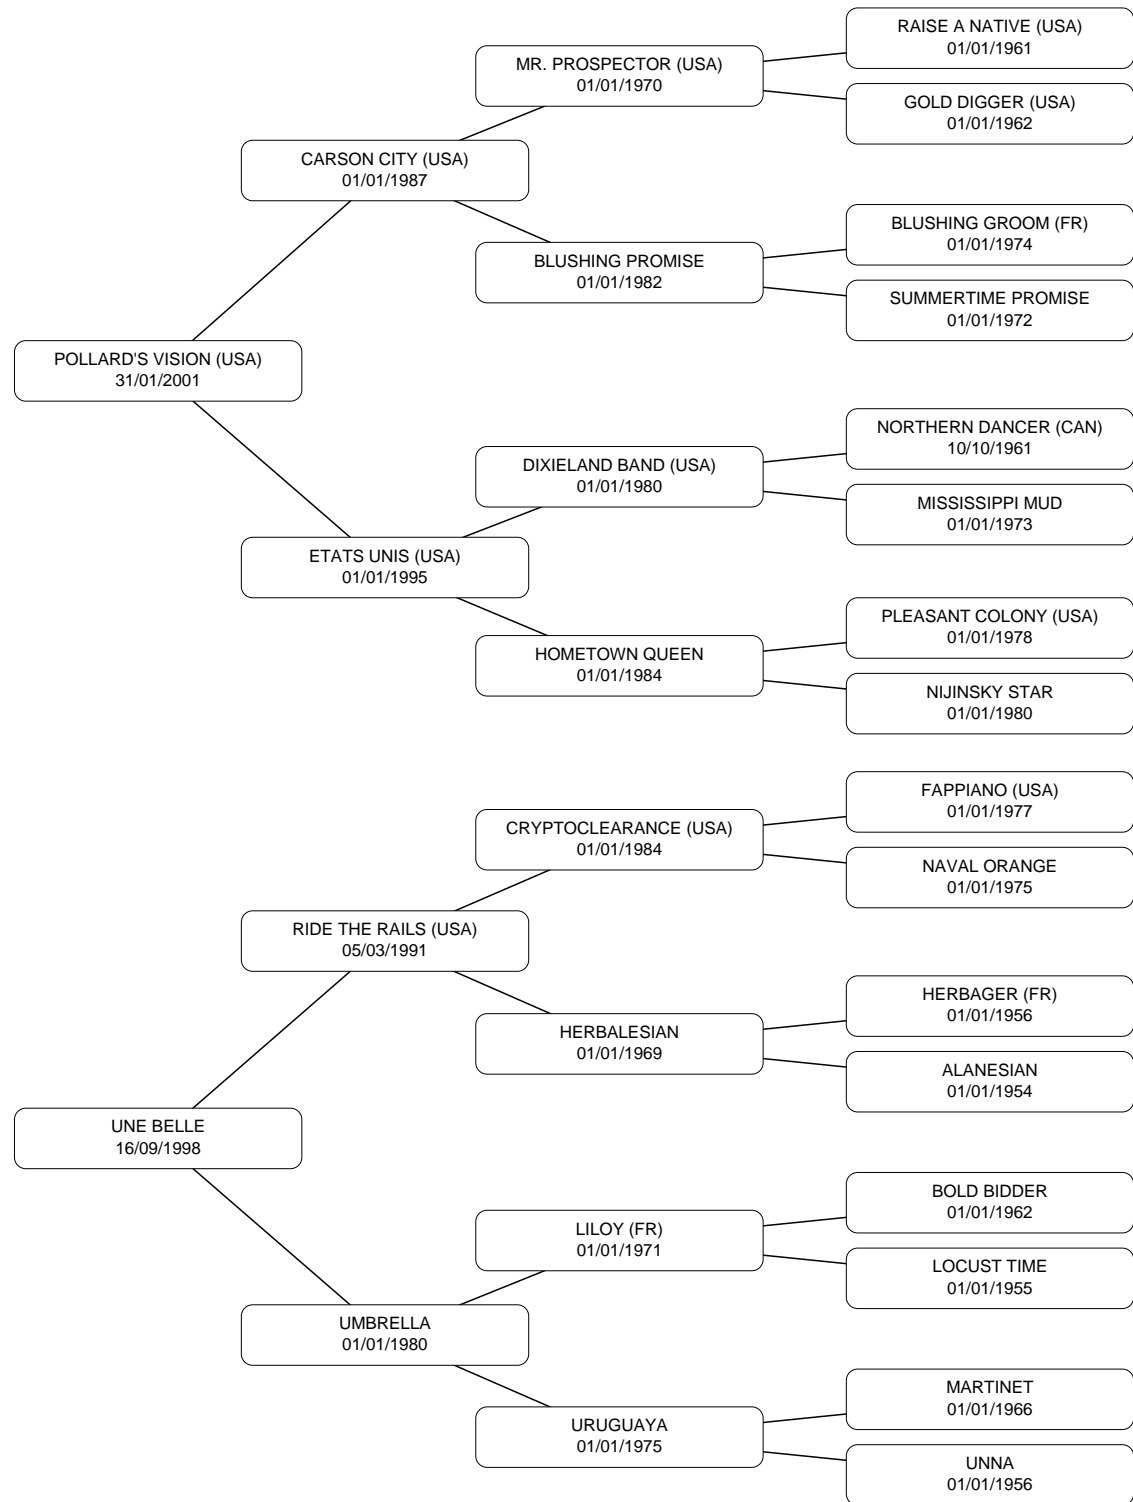 RAISE A NATIVE (USA)
01/01/1961
MR. PROSPECTOR (USA)
01/01/1970
GOLD DIGGER (USA)
01/01/1962
CARSON CITY (USA)
01/01/1987
BLUSHING GROOM (FR)
01/01/1974
BLUSHING PROMISE
01/01/1982
SUMMERTIME PROMISE
01/01/1972
POLLARD'S VISION (USA)
31/01/2001
NORTHERN DANCER (CAN)
10/10/1961
DIXIELAND BAND (USA)
01/01/1980
MISSISSIPPI MUD
01/01/1973
ETATS UNIS (USA)
01/01/1995
PLEASANT COLONY (USA)
01/01/1978
HOMETOWN QUEEN
01/01/1984
NIJINSKY STAR
01/01/1980
FAPPIANO (USA)
01/01/1977
CRYPTOCLEARANCE (USA)
01/01/1984
NAVAL ORANGE
01/01/1975
RIDE THE RAILS (USA)
05/03/1991
HERBAGER (FR)
01/01/1956
HERBALESIAN
01/01/1969
ALANESIAN
01/01/1954
UNE BELLE
16/09/1998
BOLD BIDDER
01/01/1962
LILOY (FR)
01/01/1971
LOCUST TIME
01/01/1955
UMBRELLA
01/01/1980
MARTINET
01/01/1966
URUGUAYA
01/01/1975
UNNA
01/01/1956